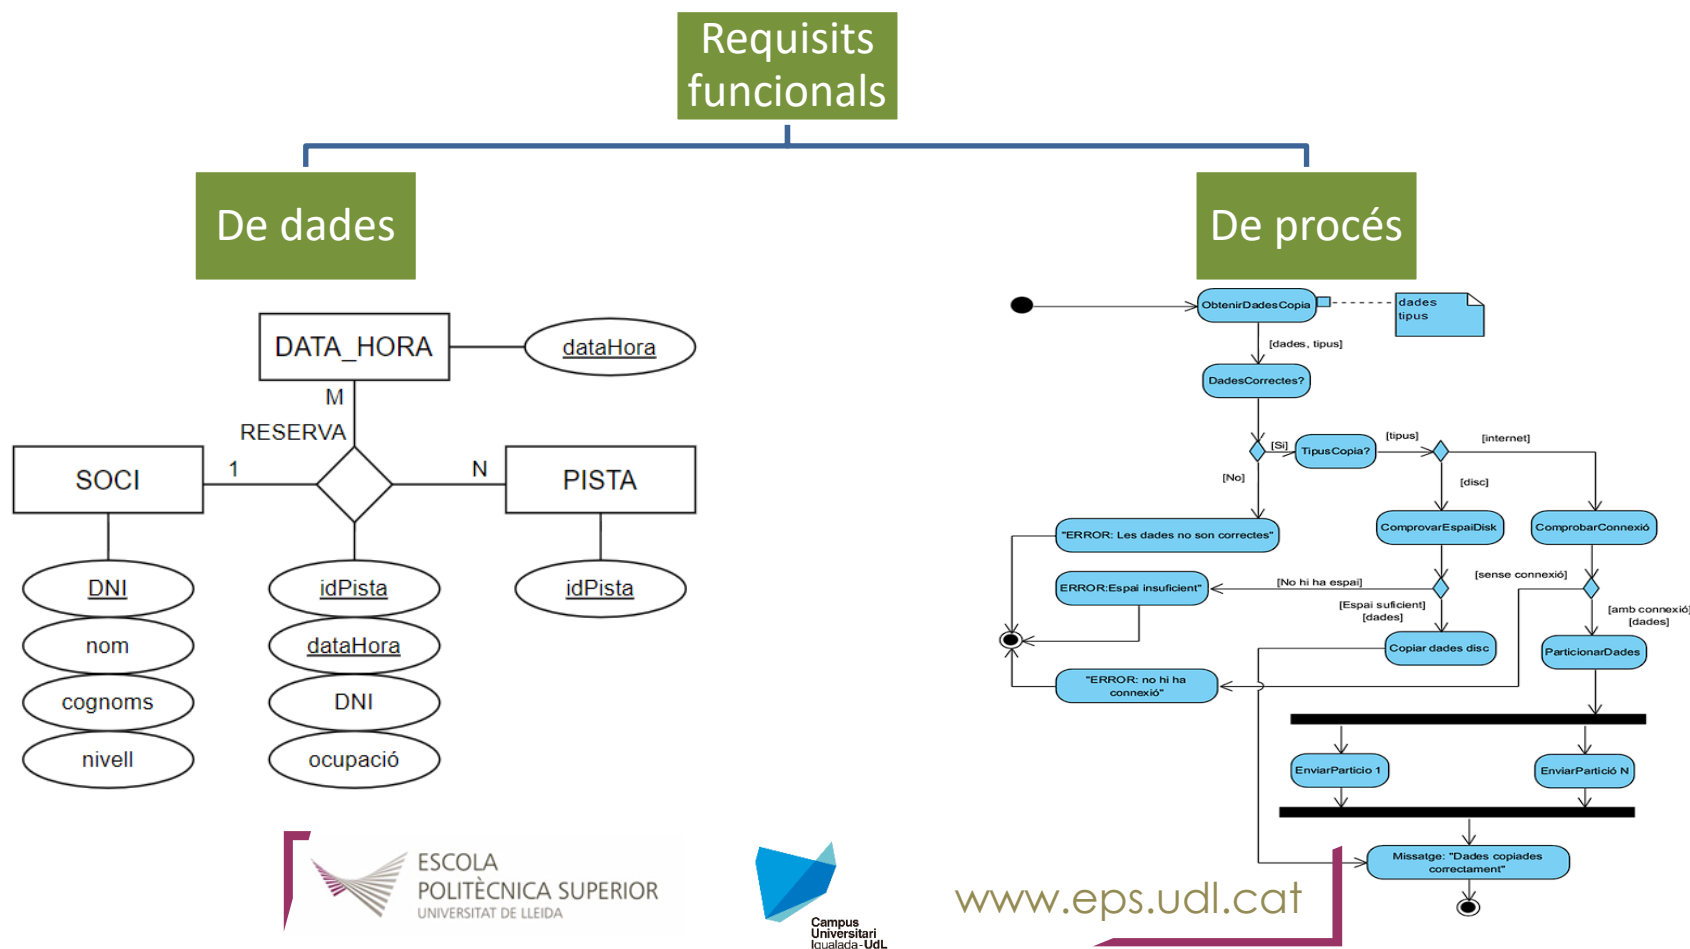 Requisits
funcionals
De dades
De procés
DATA_HORA
dataHora
M
RESERVA
SOCI
1
N
PISTA
DNI
nom
cognoms
nivell
idPista
dataHora
DNI
ocupació
idPista
ObtenirDadesCopia
dades
tipus
[dades, tipus]
DadesCorrectes?
[Si]
TipusCopia?
[tipus]
[internet]
[No]
[disc]
"ERROR: Les dades no son correctes"
ComprovarEspaiDisk
ComprobarConnexió
ERROR:Espai insuficient"
[No hi ha espai]
[sense connexió]
[Espai suficient]
[dades]
[amb connexió]
[dades]
Copiar dades disc
ParticionarDades
"ERROR: no hi ha
connexió"
EnviarParticio 1
EnviarPartició N
Missatge: "Dades copiades
correctament"
ESCOLA
POLITÈCNICA SUPERIOR
UNIVERSITAT DE LLEIDA
Campus
Universitari
Igualada-UdL
www.eps.udl.cat